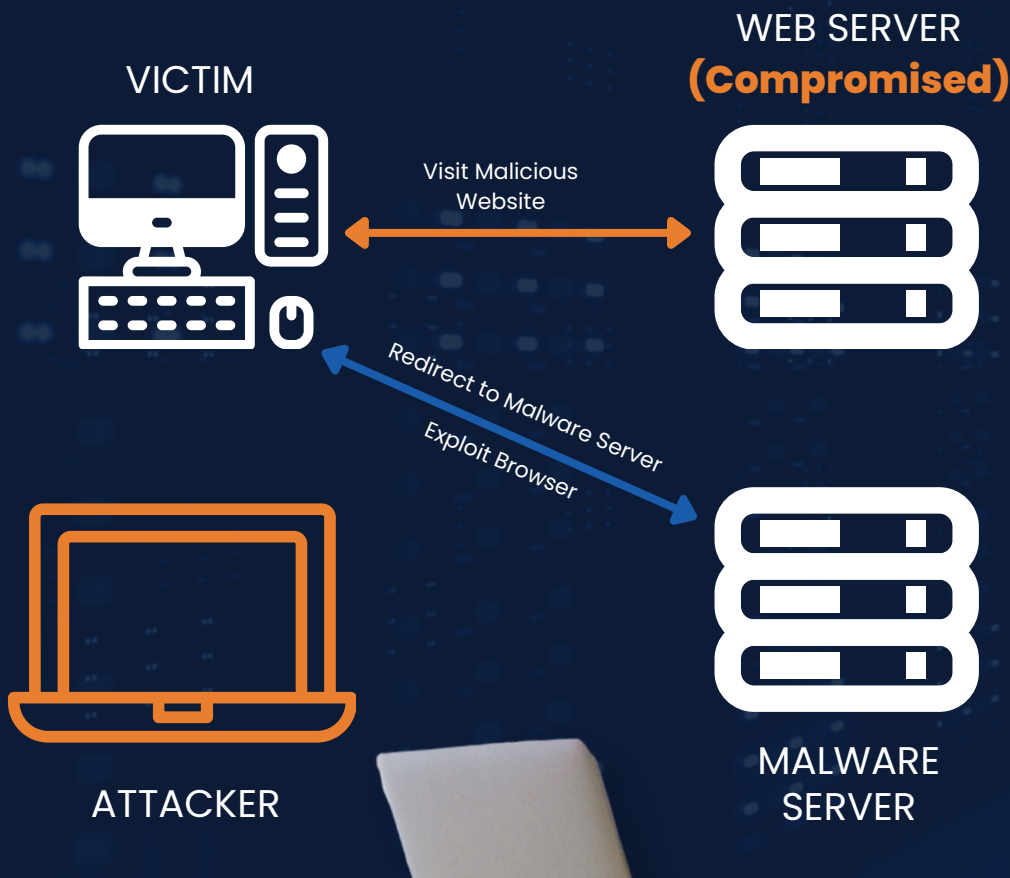 VICTIM
WEB SERVER
(Compromised)
Visit Malicious
Website
Redirect to Malware Server
Exploit Browser
ATTACKER
MALWARE
SERVER